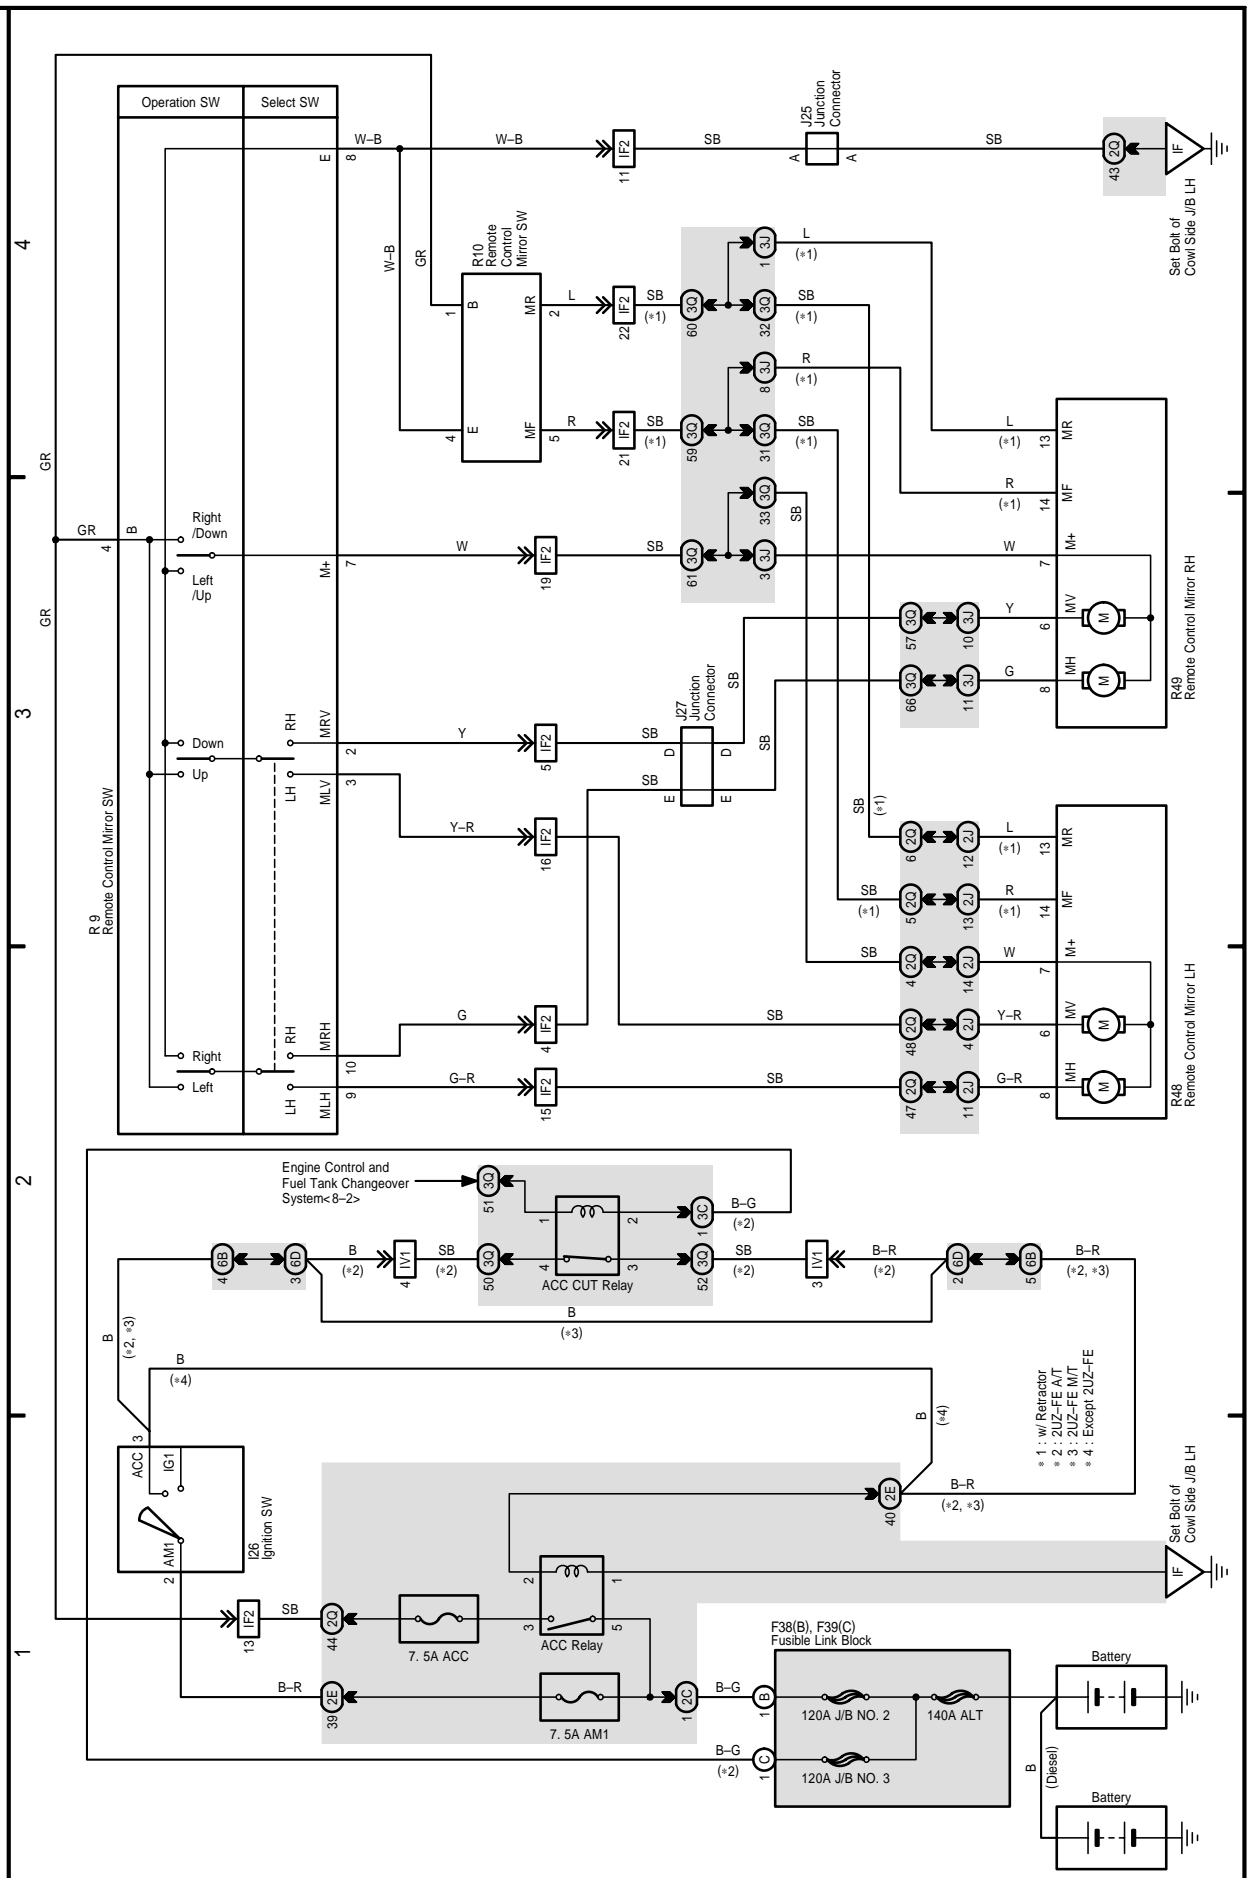 4
3
2
1
Operation SW
Select SW
R 9
Remote Control Mirror SW
GR
GR
GR
4
B
Right
/Down
Left
/Up
Down
Up
Right
Left
RH
LH
RH
LH
E
8
M+
7
MRV
2
MLV
3
MRH
10
MLH
9
W–B
W–B
11
IF2
SB
J25
Junction
Connector
A
A
SB
43
2Q
IF
Set Bolt of
Cowl Side J/B LH
W–B
GR
R10
Remote
Control
Mirror SW
1
B
4
E
MR
2
L
22
IF2
SB
(∗1)
60
3Q
1
3J
L
(∗1)
32
3Q
SB
(∗1)
MF
5
R
21
IF2
SB
(∗1)
59
3Q
8
3J
R
(∗1)
31
3Q
SB
(∗1)
W
19
IF2
SB
61
3Q
33
3Q
SB
3
3J
W
L
(∗1)
13
MR
R
(∗1)
14
MF
7
M+
57
3Q
10
3J
Y
6
MV
M
66
3Q
11
3J
G
8
MH
M
R49
Remote Control Mirror RH
Y
5
IF2
SB
D
J27
Junction
Connector
D
SB
SB
E
E
SB
Y–R
16
IF2
SB
SB
(∗1)
6
2Q
12
2J
L
(∗1)
13
MR
SB
(∗1)
5
2Q
13
2J
R
(∗1)
14
MF
SB
4
2Q
14
2J
W
7
M+
48
2Q
4
2J
Y–R
6
MV
M
G
4
IF2
G–R
15
IF2
SB
47
2Q
11
2J
G–R
8
MH
M
R48
Remote Control Mirror LH
Engine Control and
Fuel Tank Changeover
System<8–2>
51
3Q
1
2
1
3C
B–G
(∗2)
4
6B
3
6D
B
(∗2)
4
IV1
SB
(∗2)
50
3Q
4
3
ACC CUT Relay
52
3Q
SB
(∗2)
3
IV1
B–R
(∗2)
2
6D
5
6B
B–R
(∗2, ∗3)
B
(∗3)
B
(∗2, ∗3)
B
(∗4)
B
(∗4)
∗ 1 : w/ Retractor
∗ 2 : 2UZ–FE A/T
∗ 3 : 2UZ–FE M/T
∗ 4 : Except 2UZ–FE
ACC
3
IG1
2
AM1
I26
Ignition SW
40
2E
B–R
(∗2, ∗3)
IF
Set Bolt of
Cowl Side J/B LH
13
IF2
SB
44
2Q
7. 5A ACC
2
1
3
5
ACC Relay
B–R
39
2E
7. 5A AM1
1
2C
B–G
1
B
F38(B), F39(C)
Fusible Link Block
120A J/B NO. 2
140A ALT
B–G
(∗2)
1
C
120A J/B NO. 3
Battery
B
(Diesel)
Battery